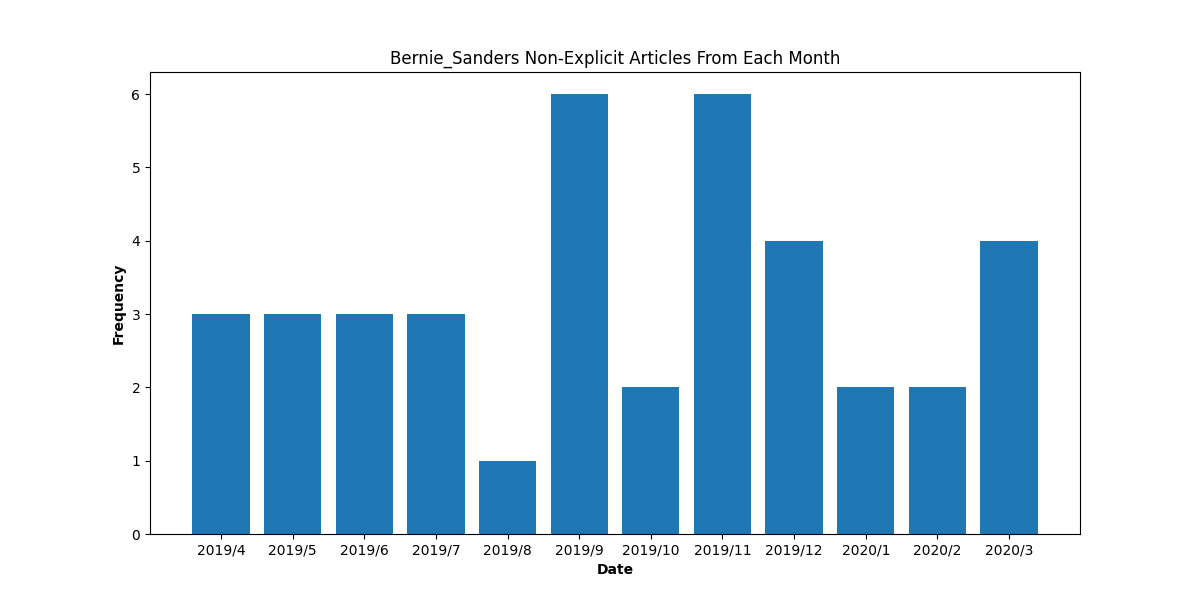 Bernie_Sanders Non-Explicit Articles From Each Month
6
5
4
3
2
1
0
Frequency
2019/4 2019/5 2019/6 2019/7 2019/8 2019/9 2019/10 2019/11 2019/12 2020/1 2020/2 2020/3
Date